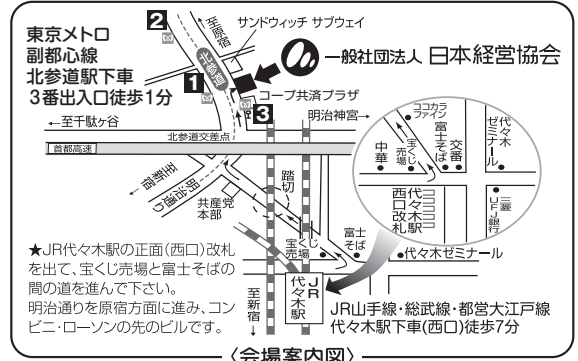 東京メトロ
副都心線
北参道駅下車
3番出入口徒歩1分
2
至原宿
サンドウィッチ サブウェイ
一般社団法人 日本経営協会
北参道
1
コープ共済プラザ
3
明治神宮→
←至千駄ヶ谷
北参道交差点
首都高速
至新宿
明治通り
共産党
本部
踏切
ココカラ
ファイン
宝くじ
売場
中華
富士そば
交番
代々木
ゼミナール
代々木駅
西口改札
三菱
UFJ銀行
宝くじ
売場
富士
そば
代々木ゼミナール
★JR代々木駅の正面(西口)改札
を出て、宝くじ売場と富士そばの
間の道を進んで下さい。
明治通りを原宿方面に進み、コン
ビニ・ローソンの先のビルです。
至新宿
↓
JR
代々木駅
JR山手線・総武線・都営大江戸線
代々木駅下車(西口)徒歩7分
〈会場案内図〉